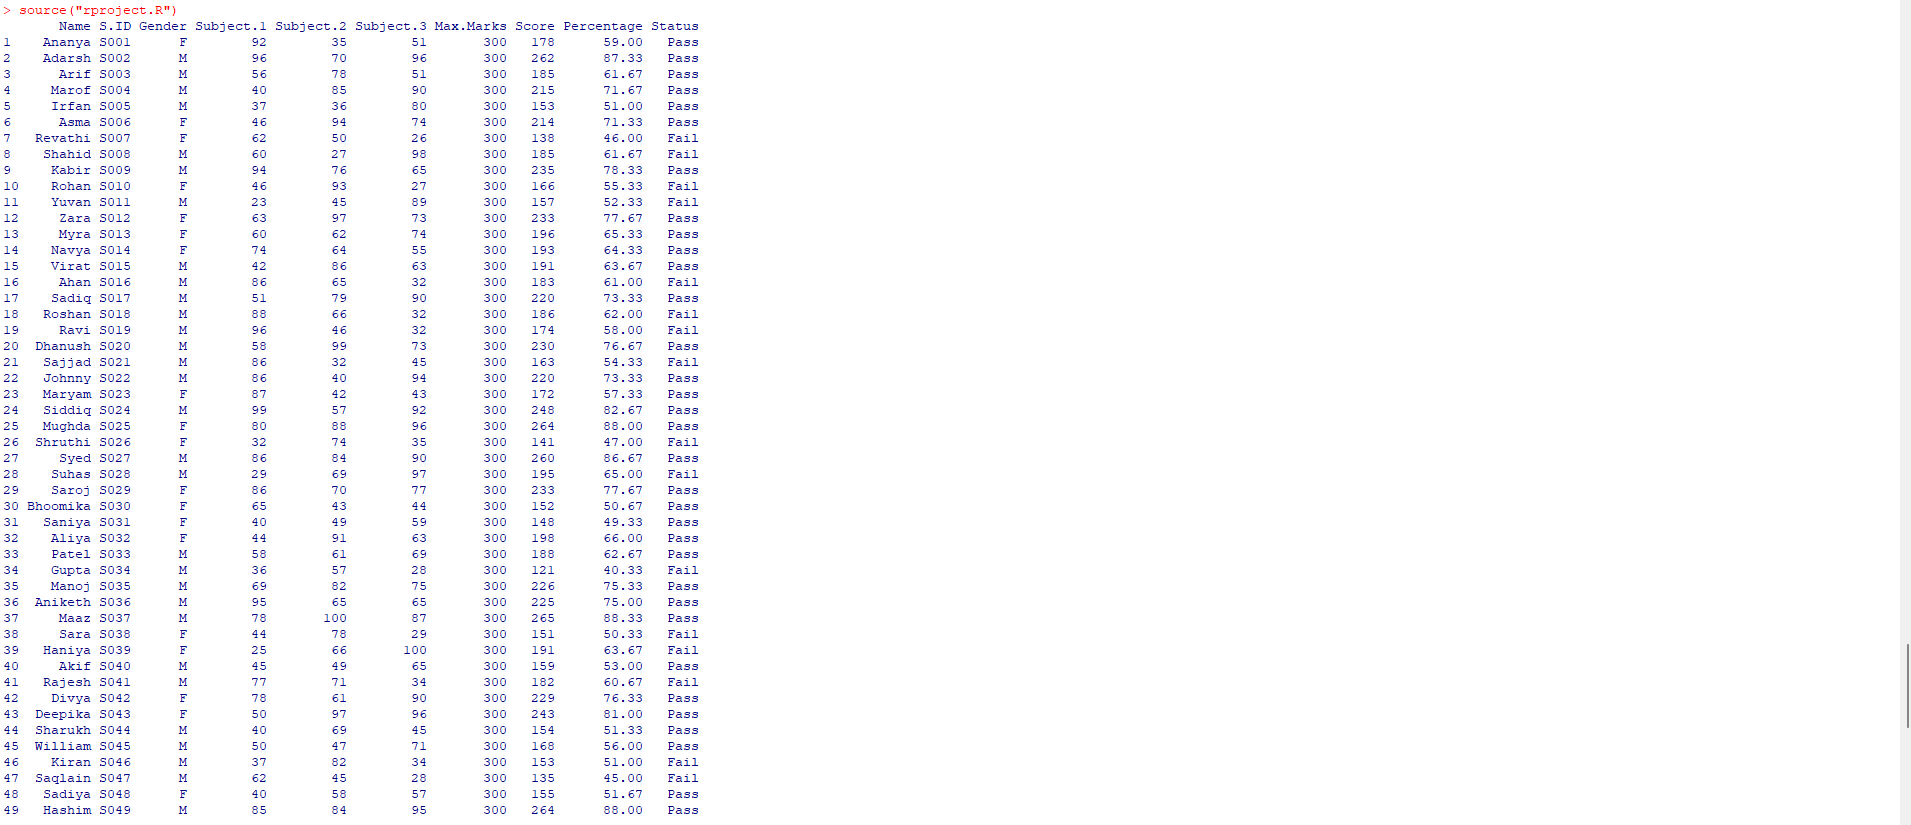 > source("rproject.R")
Name S.ID Gender Subject.1 Subject.2 Subject.3 Max.Marks Score Percentage Status
1 Ananya S001 F 92 35 51 300 178 59.00 Pass
2 Adarsh S002 M 96 70 96 300 262 87.33 Pass
3 Arif S003 M 56 78 51 300 185 61.67 Pass
4 Marof S004 M 40 85 90 300 215 71.67 Pass
5 Irfan S005 M 37 36 80 300 153 51.00 Pass
6 Asma S006 F 46 94 74 300 214 71.33 Pass
7 Revathi S007 F 62 50 26 300 138 46.00 Fail
8 Shahid S008 M 60 27 98 300 185 61.67 Fail
9 Kabir S009 M 94 76 65 300 235 78.33 Pass
10 Rohan S010 F 46 93 27 300 166 55.33 Fail
11 Yuvan S011 M 23 45 89 300 157 52.33 Fail
12 Zara S012 F 63 97 73 300 233 77.67 Pass
13 Myra S013 F 60 62 74 300 196 65.33 Pass
14 Navya S014 F 74 64 55 300 193 64.33 Pass
15 Virat S015 M 42 86 63 300 191 63.67 Pass
16 Ahan S016 M 86 65 32 300 183 61.00 Fail
17 Sadiq S017 M 51 79 90 300 220 73.33 Pass
18 Roshan S018 M 88 66 32 300 186 62.00 Fail
19 Ravi S019 M 96 46 32 300 174 58.00 Fail
20 Dhanush S020 M 58 99 73 300 230 76.67 Pass
21 Sajjad S021 M 86 32 45 300 163 54.33 Fail
22 Johnny S022 M 86 40 94 300 220 73.33 Pass
23 Maryam S023 F 87 42 43 300 172 57.33 Pass
24 Siddiq S024 M 99 57 92 300 248 82.67 Pass
25 Mughda S025 F 80 88 96 300 264 88.00 Pass
26 Shruthi S026 F 32 74 35 300 141 47.00 Fail
27 Syed S027 M 86 84 90 300 260 86.67 Pass
28 Suhas S028 M 29 69 97 300 195 65.00 Fail
29 Saroj S029 F 86 70 77 300 233 77.67 Pass
30 Bhoomika S030 F 65 43 44 300 152 50.67 Pass
31 Saniya S031 F 40 49 59 300 148 49.33 Pass
32 Aliya S032 F 44 91 63 300 198 66.00 Pass
33 Patel S033 M 58 61 69 300 188 62.67 Pass
34 Gupta S034 M 36 57 28 300 121 40.33 Fail
35 Manoj S035 M 69 82 75 300 226 75.33 Pass
36 Aniketh S036 M 95 65 65 300 225 75.00 Pass
37 Maaz S037 M 78 100 87 300 265 88.33 Pass
38 Sara S038 F 44 78 29 300 151 50.33 Fail
39 Haniya S039 F 25 66 100 300 191 63.67 Fail
40 Akif S040 M 45 49 65 300 159 53.00 Pass
41 Rajesh S041 M 77 71 34 300 182 60.67 Fail
42 Divya S042 F 78 61 90 300 229 76.33 Pass
43 Deepika S043 F 50 97 96 300 243 81.00 Pass
44 Sharukh S044 M 40 69 45 300 154 51.33 Pass
45 William S045 M 50 47 71 300 168 56.00 Pass
46 Kiran S046 M 37 82 34 300 153 51.00 Fail
47 Saqlain S047 M 62 45 28 300 135 45.00 Fail
48 Sadiya S048 F 40 58 57 300 155 51.67 Pass
49 Hashim S049 M 85 84 95 300 264 88.00 Pass